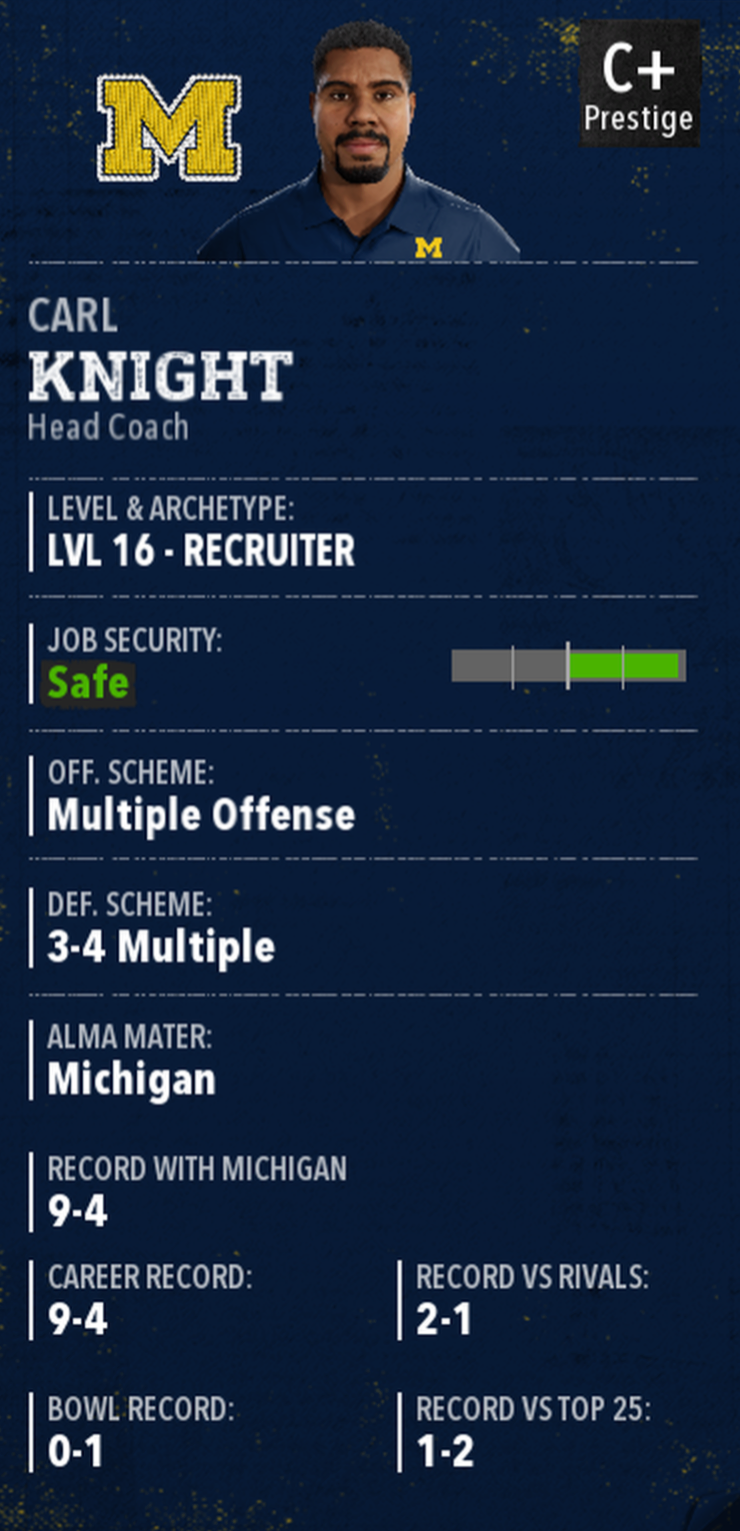 M
C+
Prestige
M
CARL
KNIGHT
Head Coach
LEVEL & ARCHETYPE:
LVL 16 - RECRUITER
JOB SECURITY:
Safe
OFF. SCHEME:
Multiple Offense
DEF. SCHEME:
3-4 Multiple
ALMA MATER:
Michigan
RECORD WITH MICHIGAN
9-4
CAREER RECORD:
9-4
RECORD VS RIVALS:
2-1
BOWL RECORD:
0-1
RECORD VS TOP 25:
1-2